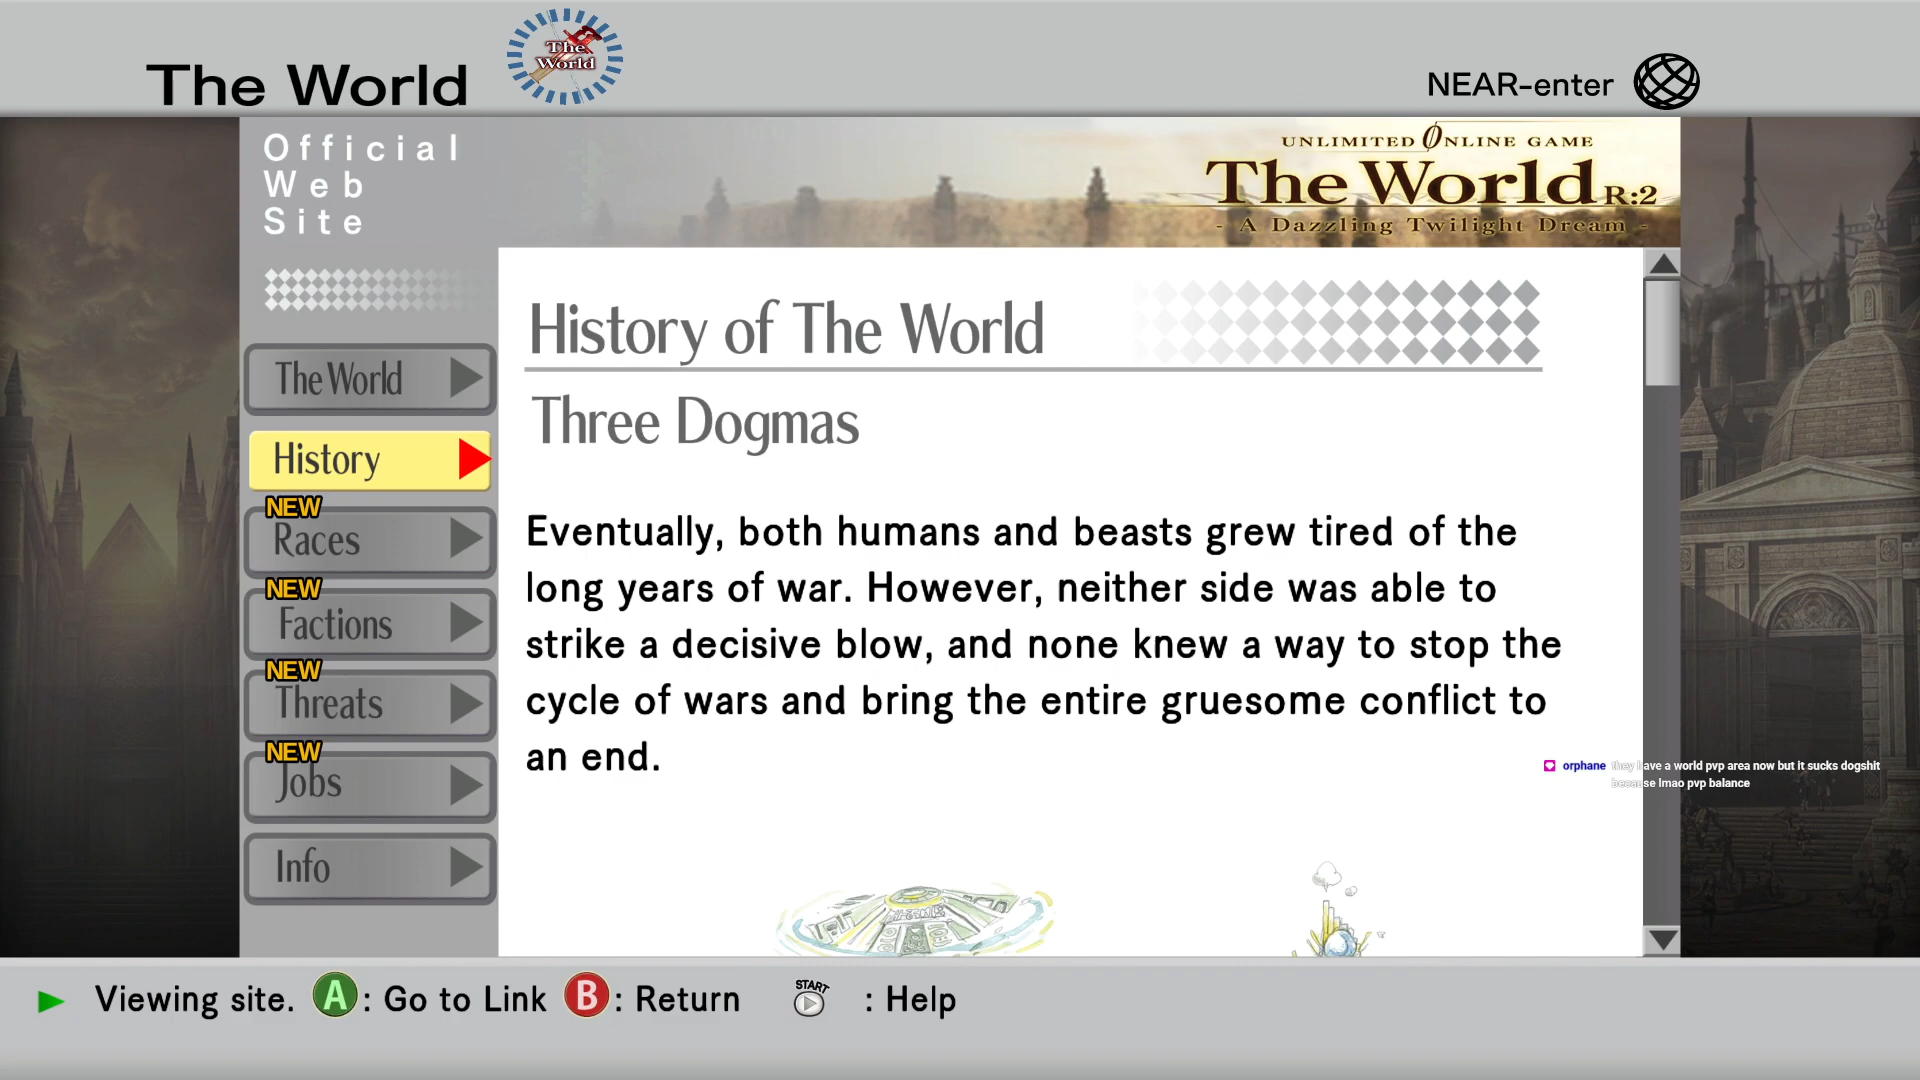 The World
The
World
NEAR-enter
Official
Web
Site
UNLIMITED ONLINE GAME
The World R:2
- A Dazzling Twilight Dream -
The World
History
NEW
Races
NEW
Factions
NEW
Threats
NEW
Jobs
Info
History of The World
Three Dogmas
Eventually, both humans and beasts grew tired of the
long years of war. However, neither side was able to
strike a decisive blow, and none knew a way to stop the
cycle of wars and bring the entire gruesome conflict to
an end.
orphane they have a world pvp area now but it sucks dogshit
because lmao pvp balance
Viewing site. A : Go to Link B : Return START : Help